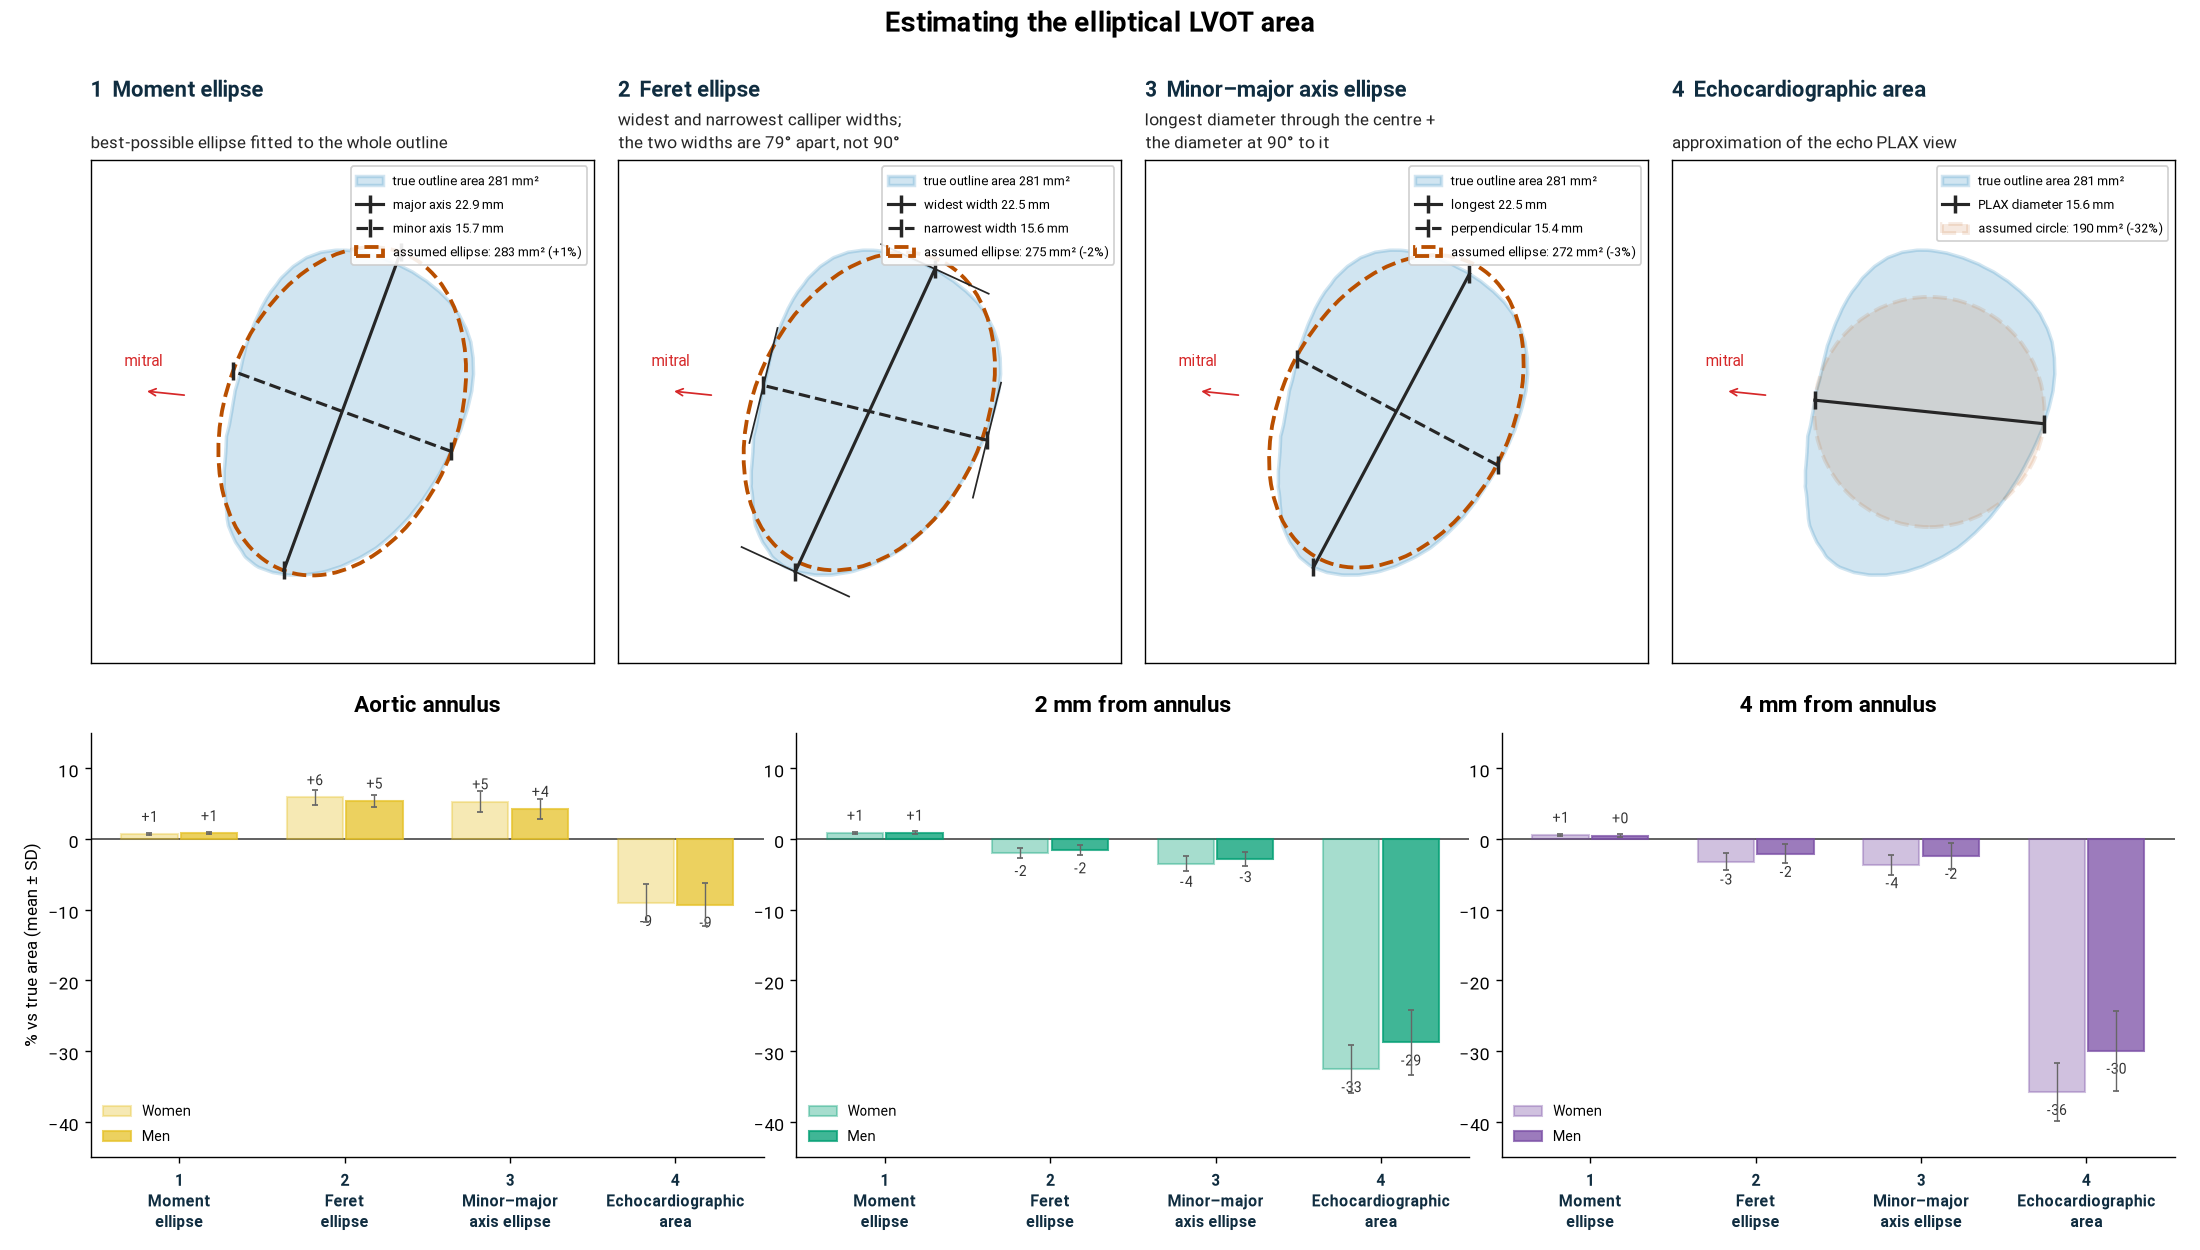 Estimating the elliptical LVOT area
1 Moment ellipse
best-possible ellipse fitted to the whole outline
true outline area 281 mm²
major axis 22.9 mm
minor axis 15.7 mm
assumed ellipse: 283 mm² (+1%)
mitral
2 Feret ellipse
widest and narrowest calliper widths;
the two widths are 79° apart, not 90°
true outline area 281 mm²
widest width 22.5 mm
narrowest width 15.6 mm
assumed ellipse: 275 mm² (-2%)
mitral
3 Minor–major axis ellipse
longest diameter through the centre +
the diameter at 90° to it
true outline area 281 mm²
longest 22.5 mm
perpendicular 15.4 mm
assumed ellipse: 272 mm² (-3%)
mitral
4 Echocardiographic area
approximation of the echo PLAX view
true outline area 281 mm²
PLAX diameter 15.6 mm
assumed circle: 190 mm² (-32%)
mitral
Aortic annulus
% vs true area (mean ± SD)
10
0
−10
−20
−30
−40
+1
+1
+6
+5
+5
+4
-9
-9
Women
Men
1
Moment
ellipse
2
Feret
ellipse
3
Minor–major
axis ellipse
4
Echocardiographic
area
2 mm from annulus
10
0
−10
−20
−30
−40
+1
+1
-2
-2
-4
-3
-33
-29
Women
Men
1
Moment
ellipse
2
Feret
ellipse
3
Minor–major
axis ellipse
4
Echocardiographic
area
4 mm from annulus
10
0
−10
−20
−30
−40
+1
+0
-3
-2
-4
-2
-36
-30
Women
Men
1
Moment
ellipse
2
Feret
ellipse
3
Minor–major
axis ellipse
4
Echocardiographic
area